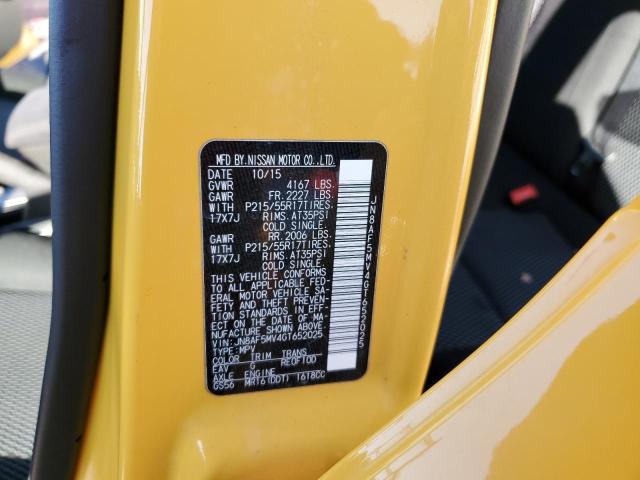 MFD BY.NISSAN MOTOR CO.,LTD.
DATE 10/15
GVWR 4167 LBS.
GAWR FR. 2227 LBS.
WITH P215/55R17TIRES.
17X7J RIMS. AT35PSI
COLD SINGLE.
GAWR RR. 2006 LBS.
WITH P215/55R17TIRES.
17X7J RIMS. AT35PSI
COLD SINGLE.
THIS VEHICLE CONFORMS
TO ALL APPLICABLE FED-
ERAL MOTOR VEHICLE SA-
FETY AND THEFT PREVEN-
TION STANDARDS IN EFF-
ECT ON THE DATE OF MA-
NUFACTURE SHOWN ABOVE.
VIN: JN8AF5MV4GT652025
TYPE: MPV
COLOR TRIM TRANS
EAV G RE0F10D
AXLE ENGINE
GS56 MR16(DDT) 1618CC
JN8AF5MV4GT652025